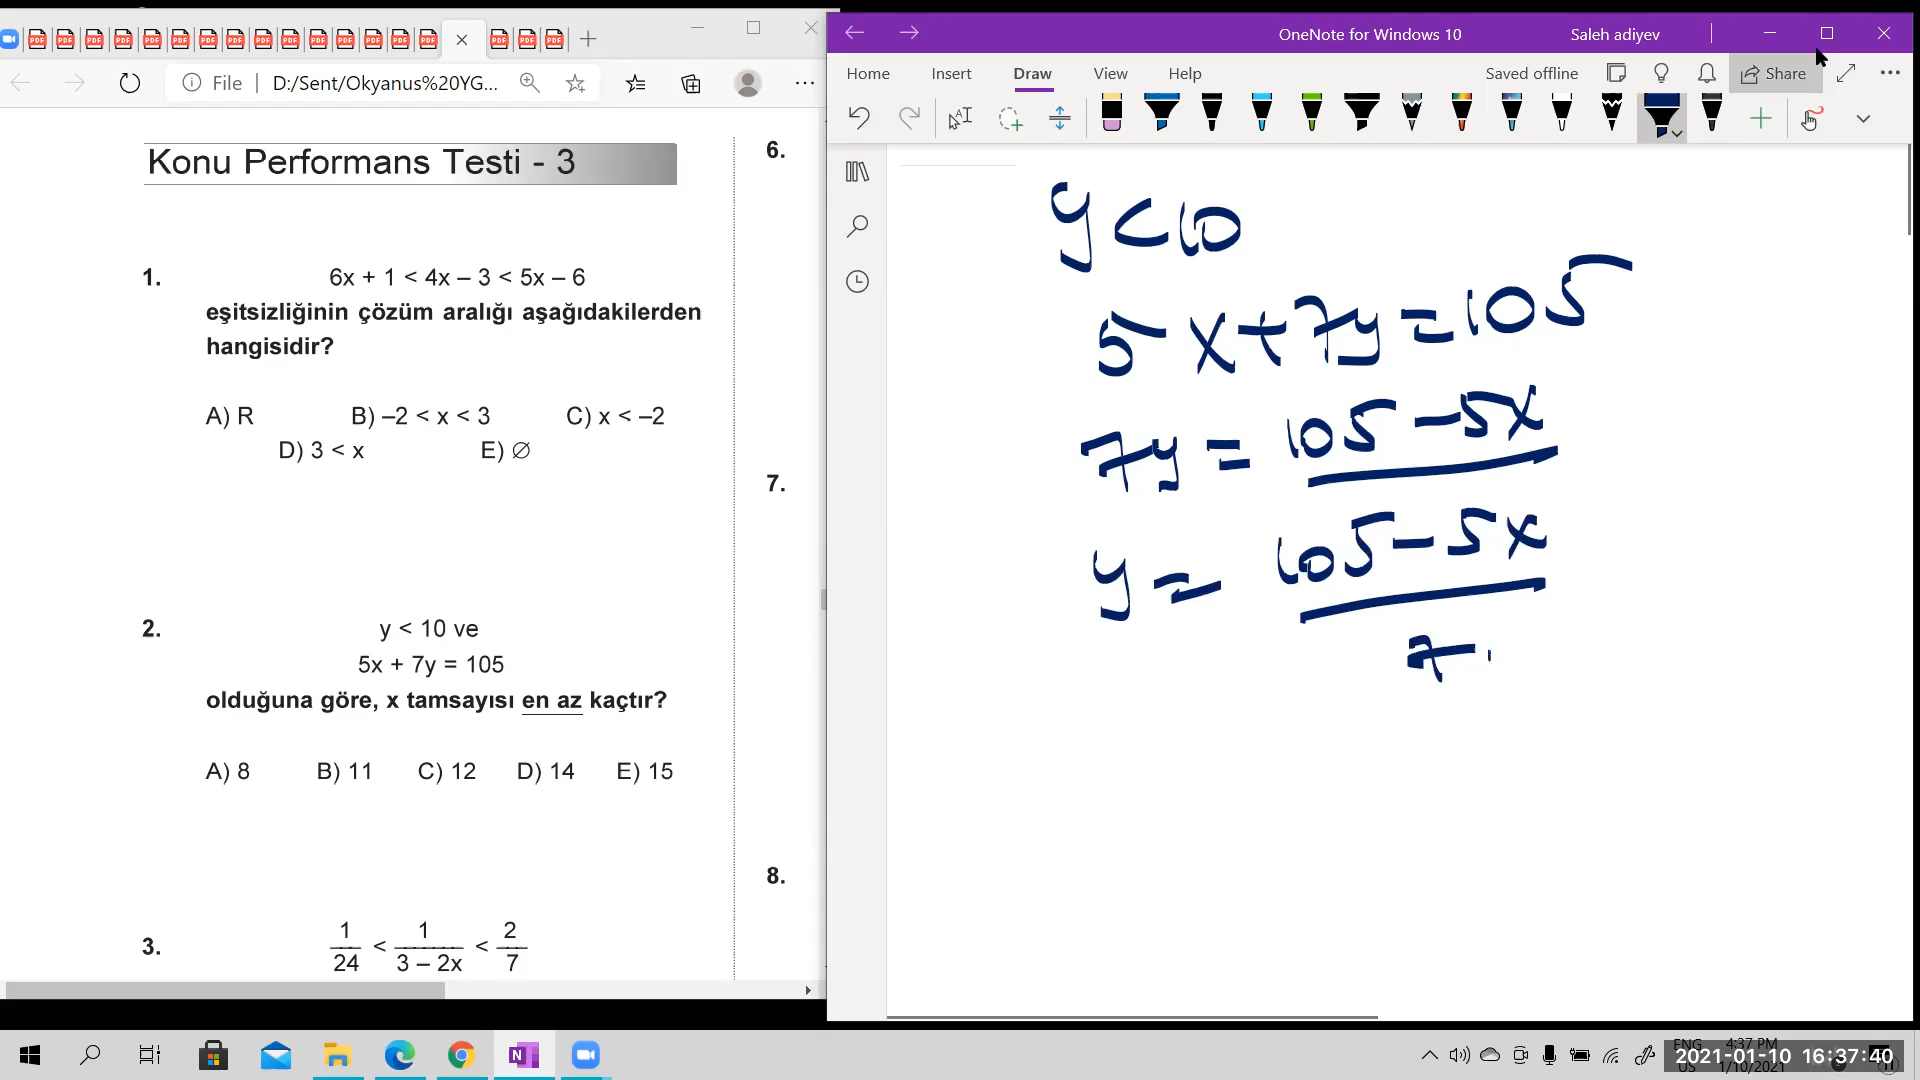 File
D:/Sent/Okyanus%20YG...
Konu Performans Testi - 3
1.
6x + 1 < 4x – 3 < 5x – 6
eşitsizliğinin çözüm aralığı aşağıdakilerden
hangisidir?
A) R B) –2 < x < 3 C) x < –2
D) 3 < x E) ∅
2.
y < 10 ve
5x + 7y = 105
olduğuna göre, x tamsayısı en az kaçtır?
A) 8 B) 11 C) 12 D) 14 E) 15
3.
1/24 < 1/(3 – 2x) < 2/7
6.
7.
8.
OneNote for Windows 10
Saleh adiyev
Home Insert Draw View Help
Saved offline
Share
y < 10
5x + 7y = 105
7y = 105 - 5x
y = 105 - 5x
7
ENG
US
4:37 PM
1/10/2021
2021-01-10 16:37:40